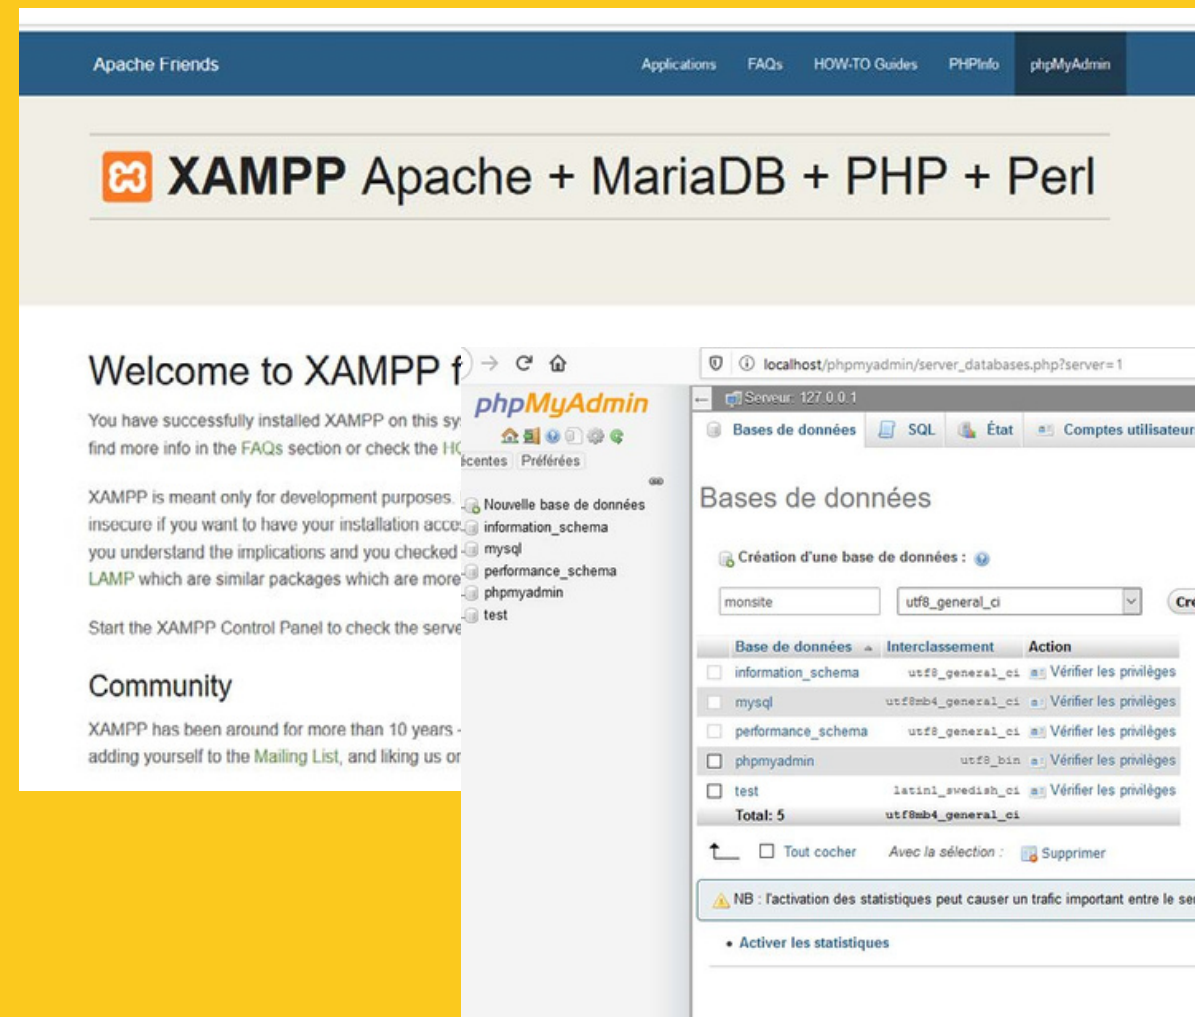 Apache Friends Applications FAQs HOW-TO Guides PHPInfo phpMyAdmin
XAMPP Apache + MariaDB + PHP + Perl
Welcome to XAMPP f
You have successfully installed XAMPP on this sy
find more info in the FAQs section or check the HO
XAMPP is meant only for development purposes.
insecure if you want to have your installation acce
you understand the implications and you checked
LAMP which are similar packages which are more
Start the XAMPP Control Panel to check the serve
Community
XAMPP has been around for more than 10 years -
adding yourself to the Mailing List, and liking us or
localhost/phpmyadmin/server_databases.php?server=1
phpMyAdmin
écentes Préférées
Nouvelle base de données
information_schema
mysql
performance_schema
phpmyadmin
test
Serveur: 127.0.0.1
Bases de données SQL État Comptes utilisateur
Bases de données
Création d'une base de données :
monsite utf8_general_ci Cré
Base de données Interclassement Action
information_schema utf8_general_ci Vérifier les privilèges
mysql utf8mb4_general_ci Vérifier les privilèges
performance_schema utf8_general_ci Vérifier les privilèges
phpmyadmin utf8_bin Vérifier les privilèges
test latin1_swedish_ci Vérifier les privilèges
Total: 5 utf8mb4_general_ci
Tout cocher Avec la sélection : Supprimer
NB : l'activation des statistiques peut causer un trafic important entre le se
• Activer les statistiques